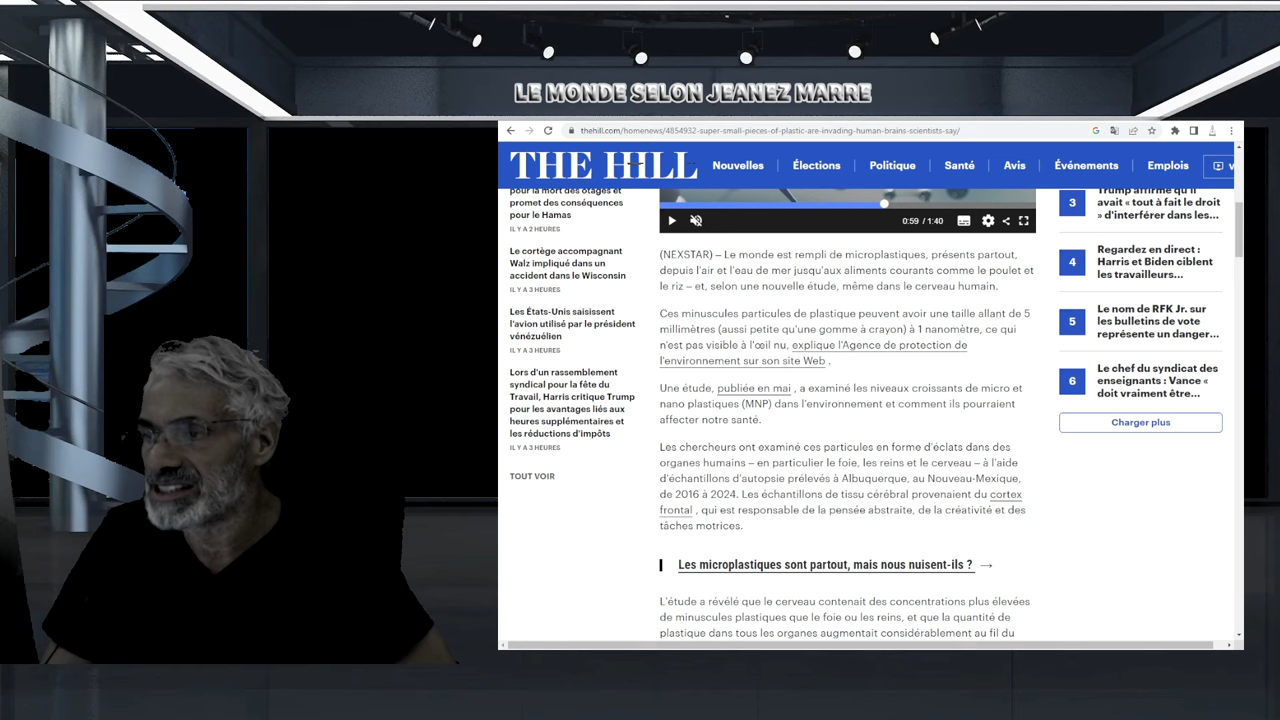 LE MONDE SELON JEANEZ MARRE
thehill.com/homenews/4854932-super-small-pieces-of-plastic-are-invading-human-brains-scientists-say/
THE HILL
Nouvelles
Élections
Politique
Santé
Avis
Événements
Emplois
pour la mort des otages et
promet des conséquences
pour le Hamas
IL Y A 2 HEURES
Le cortège accompagnant
Walz impliqué dans un
accident dans le Wisconsin
IL Y A 3 HEURES
Les États-Unis saisissent
l'avion utilisé par le président
vénézuélien
IL Y A 3 HEURES
Lors d'un rassemblement
syndical pour la fête du
Travail, Harris critique Trump
pour les avantages liés aux
heures supplémentaires et
les réductions d'impôts
IL Y A 3 HEURES
TOUT VOIR
0:59 / 1:40
(NEXSTAR) – Le monde est rempli de microplastiques, présents partout,
depuis l'air et l'eau de mer jusqu'aux aliments courants comme le poulet et
le riz – et, selon une nouvelle étude, même dans le cerveau humain.
Ces minuscules particules de plastique peuvent avoir une taille allant de 5
millimètres (aussi petite qu'une gomme à crayon) à 1 nanomètre, ce qui
n'est pas visible à l'œil nu, explique l'Agence de protection de
l'environnement sur son site Web .
Une étude, publiée en mai , a examiné les niveaux croissants de micro et
nano plastiques (MNP) dans l'environnement et comment ils pourraient
affecter notre santé.
Les chercheurs ont examiné ces particules en forme d'éclats dans des
organes humains – en particulier le foie, les reins et le cerveau – à l'aide
d'échantillons d'autopsie prélevés à Albuquerque, au Nouveau-Mexique,
de 2016 à 2024. Les échantillons de tissu cérébral provenaient du cortex
frontal , qui est responsable de la pensée abstraite, de la créativité et des
tâches motrices.
Les microplastiques sont partout, mais nous nuisent-ils ? →
L'étude a révélé que le cerveau contenait des concentrations plus élevées
de minuscules plastiques que le foie ou les reins, et que la quantité de
plastique dans tous les organes augmentait considérablement au fil du
3 Trump affirme qu'il
avait « tout à fait le droit
» d'interférer dans les...
4 Regardez en direct :
Harris et Biden ciblent
les travailleurs...
5 Le nom de RFK Jr. sur
les bulletins de vote
représente un danger...
6 Le chef du syndicat des
enseignants : Vance «
doit vraiment être...
Charger plus